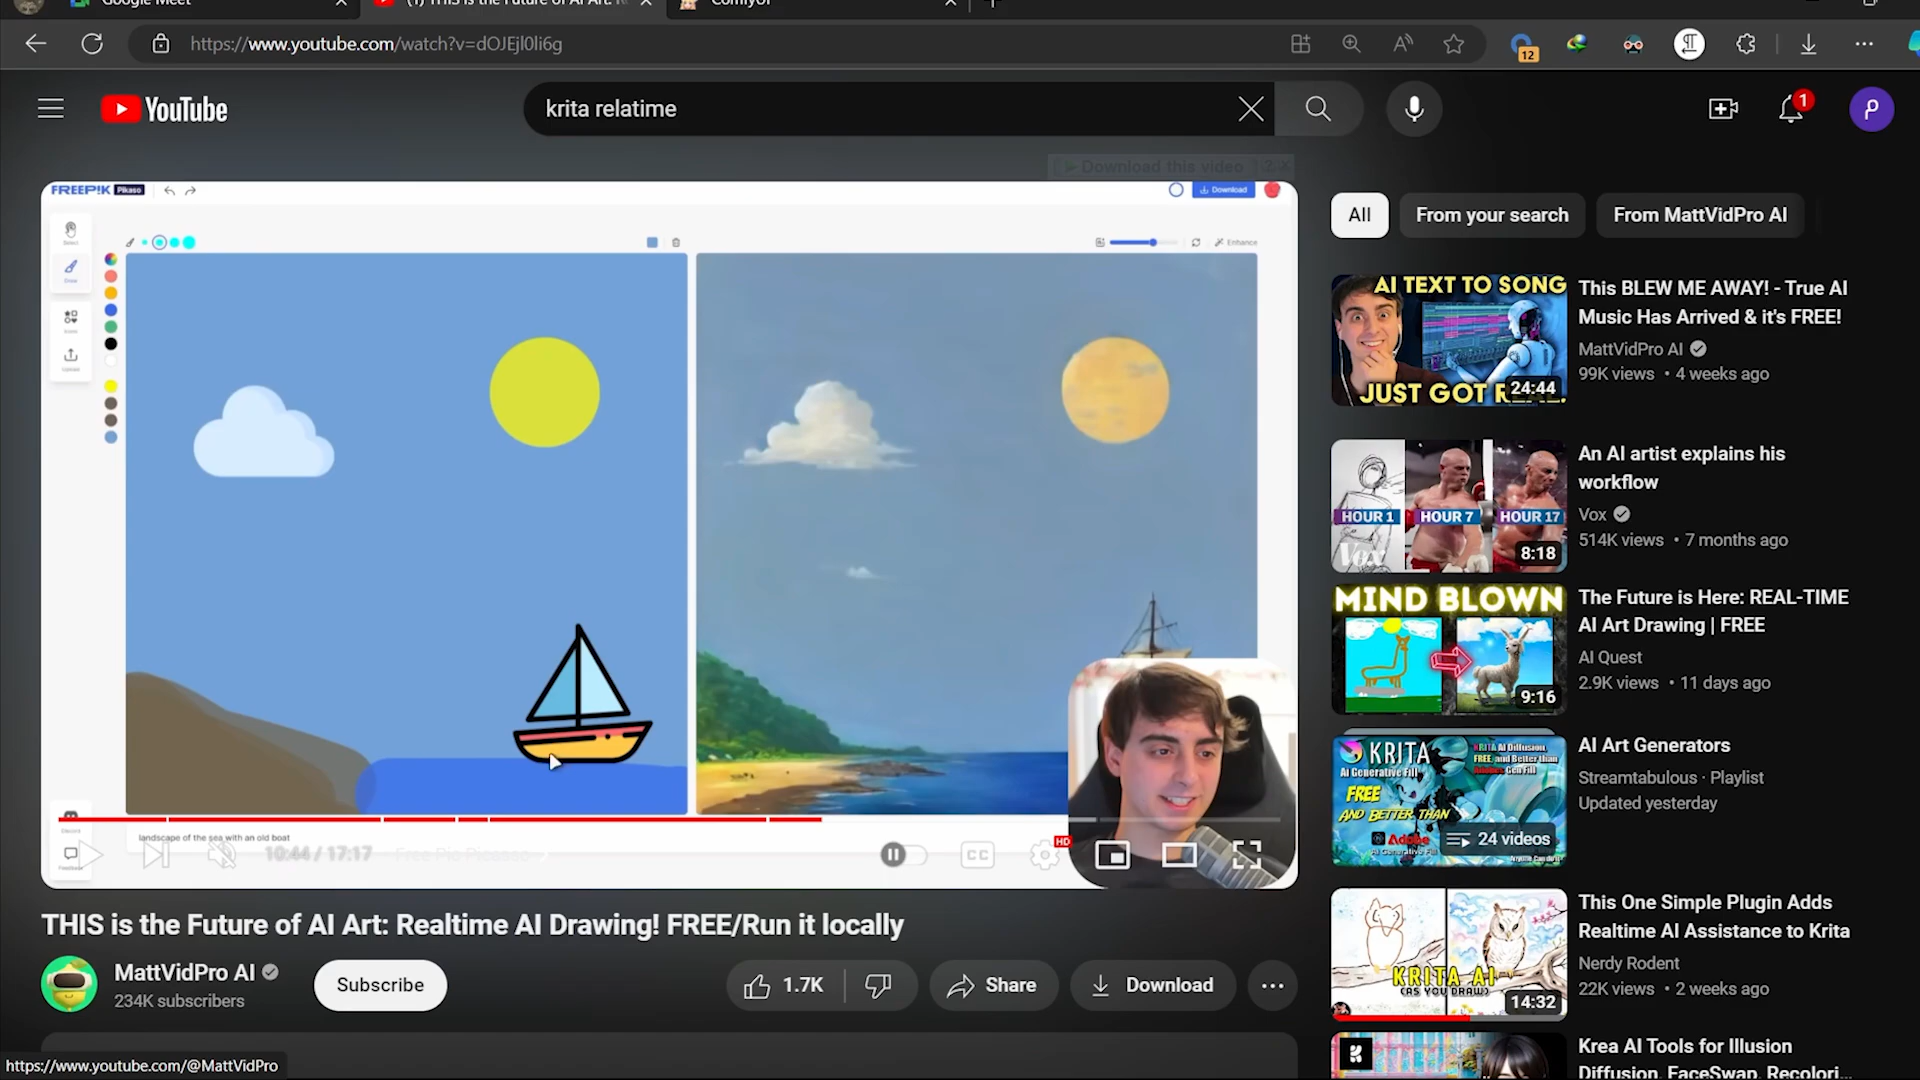 Google Meet
(1) THIS is the Future of AI Art: R
ComfyUI
https://www.youtube.com/watch?v=dOJEjl0li6g
12
YouTube
krita relatime
1
Download this video
FREEP!K Pikaso
Download
Enhance
landscape of the sea with an old boat
10:44 / 17:17
Free Pic Picasso
CC
HD
THIS is the Future of AI Art: Realtime AI Drawing! FREE/Run it locally
MattVidPro AI
234K subscribers
Subscribe
1.7K
Share
Download
All
From your search
From MattVidPro AI
AI TEXT TO SONG
JUST GOT
24:44
This BLEW ME AWAY! - True AI
Music Has Arrived & it's FREE!
MattVidPro AI
99K views • 4 weeks ago
HOUR 1
HOUR 7
HOUR 17
Vox
8:18
An AI artist explains his
workflow
Vox
514K views • 7 months ago
MIND BLOWN
9:16
The Future is Here: REAL-TIME
AI Art Drawing | FREE
AI Quest
2.9K views • 11 days ago
KRITA
AI Generative Fill
FREE
AND BETTER THAN
Adobe
24 videos
AI Art Generators
Streamtabulous · Playlist
Updated yesterday
KRITA AI
(AS YOU DRAW)
14:32
This One Simple Plugin Adds
Realtime AI Assistance to Krita
Nerdy Rodent
22K views • 2 weeks ago
Krea AI Tools for Illusion
Diffusion, FaceSwap, Recolori...
https://www.youtube.com/@MattVidPro